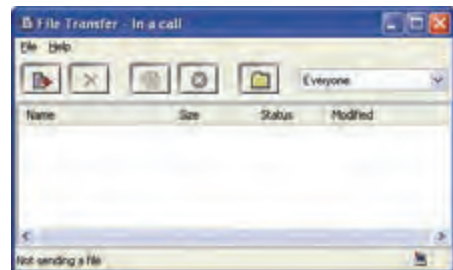 File Transfer - In a call
File Help
Everyone
Name Size Status Modified
Not sending a file